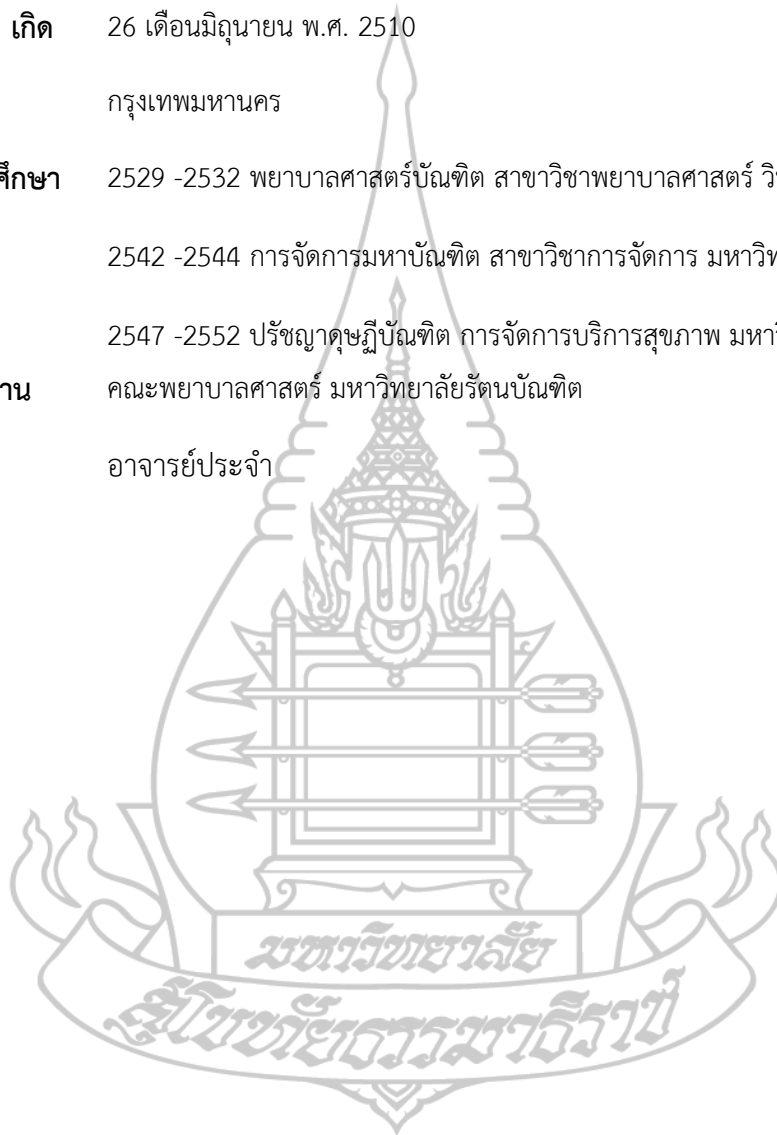 เกิด 26 เดือนมิถุนายน พ.ศ. 2510
กรุงเทพมหานคร
ศึกษา 2529 -2532 พยาบาลศาสตร์บัณฑิต สาขาวิชาพยาบาลศาสตร์
2542 -2544 การจัดการมหาบัณฑิต สาขาวิชาการจัดการ
2547 -2552 ปรัชญาดุษฎีบัณฑิต การจัดการบริการสุขภาพ
คณะพยาบาลศาสตร์ มหาวิทยาลัยรัตนบัณฑิต
อาจารย์ประจำ
มหาวิทยาลัย
สุโขทัยธรรมาธิราช